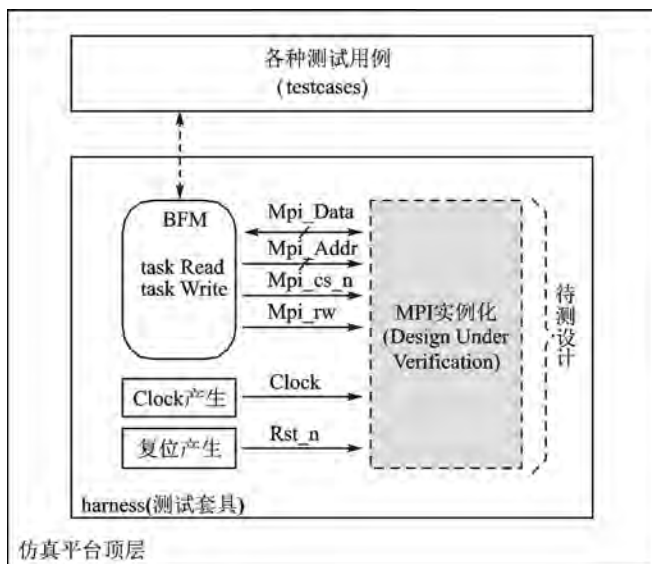 各种测试用例
(testcases)
BFM
task Read
task Write
Mpi_Data
Mpi_Addr
Mpi_cs_n
Mpi_rw
MPI实例化
(Design Under
Verification)
待测设计
Clock产生
Clock
复位产生
Rst_n
harness(测试套具)
仿真平台顶层